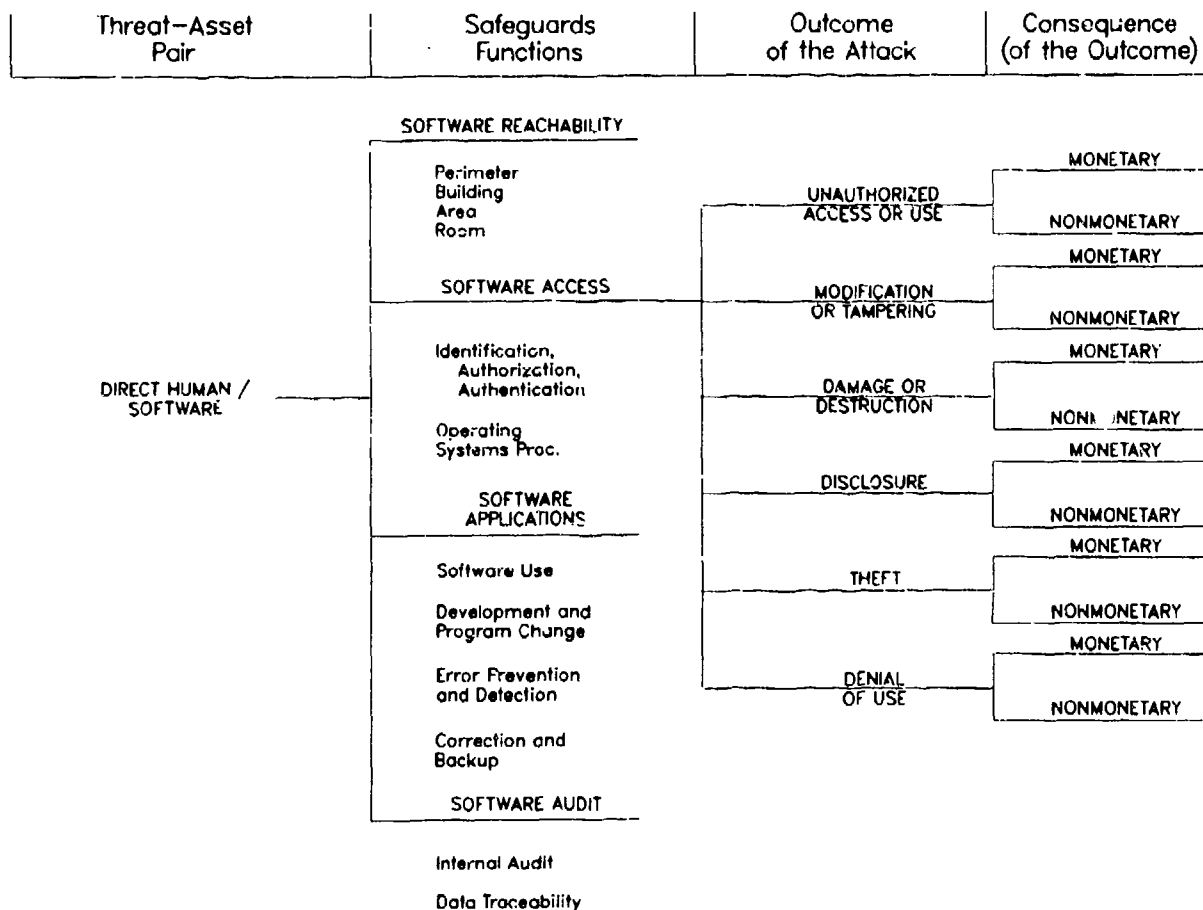 Threat-Asset
Pair
Safeguards
Functions
Outcome
of the Attack
Consequence
(of the Outcome)
SOFTWARE REACHABILITY
Perimeter
Building
Area
Room
SOFTWARE ACCESS
Identification,
Authorization,
Authentication
Operating
Systems Proc.
SOFTWARE
APPLICATIONS
Software Use
Development and
Program Change
Error Prevention
and Detection
Correction and
Backup
SOFTWARE AUDIT
Internal Audit
Data Traceability
DIRECT HUMAN /
SOFTWARE
UNAUTHORIZED
ACCESS OR USE
MONETARY
NONMONETARY
MODIFICATION
OR TAMPERING
MONETARY
NONMONETARY
DAMAGE OR
DESTRUCTION
MONETARY
NONMONETARY
DISCLOSURE
MONETARY
NONMONETARY
THEFT
MONETARY
NONMONETARY
DENIAL
OF USE
MONETARY
NONMONETARY